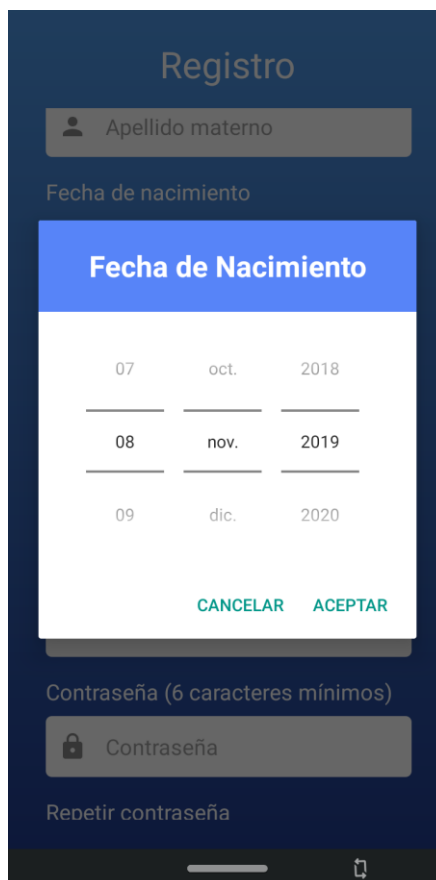 Registro
Apellido materno
Fecha de nacimiento
Fecha de Nacimiento
07 oct. 2018
08 nov. 2019
09 dic. 2020
CANCELAR ACEPTAR
Contraseña (6 caracteres mínimos)
Contraseña
Repetir contraseña